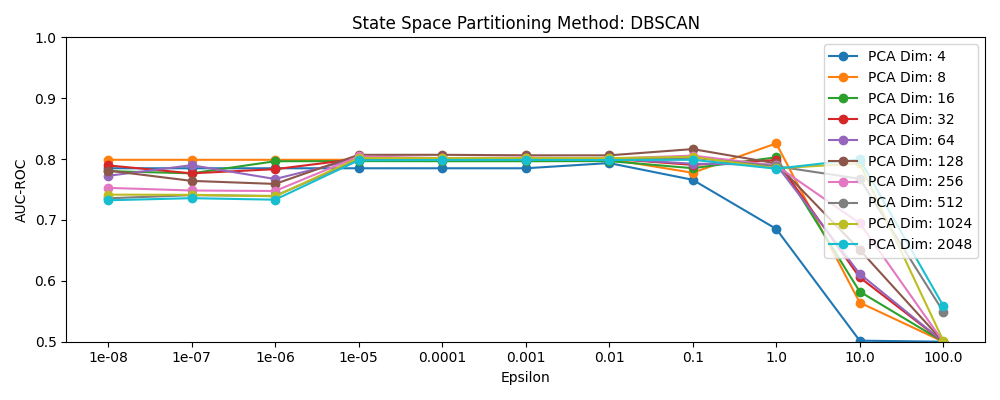 State Space Partitioning Method: DBSCAN
AUC-ROC
1.0
0.9
0.8
0.7
0.6
0.5
PCA Dim: 4
PCA Dim: 8
PCA Dim: 16
PCA Dim: 32
PCA Dim: 64
PCA Dim: 128
PCA Dim: 256
PCA Dim: 512
PCA Dim: 1024
PCA Dim: 2048
1e-08 1e-07 1e-06 1e-05 0.0001 0.001 0.01 0.1 1.0 10.0 100.0
Epsilon